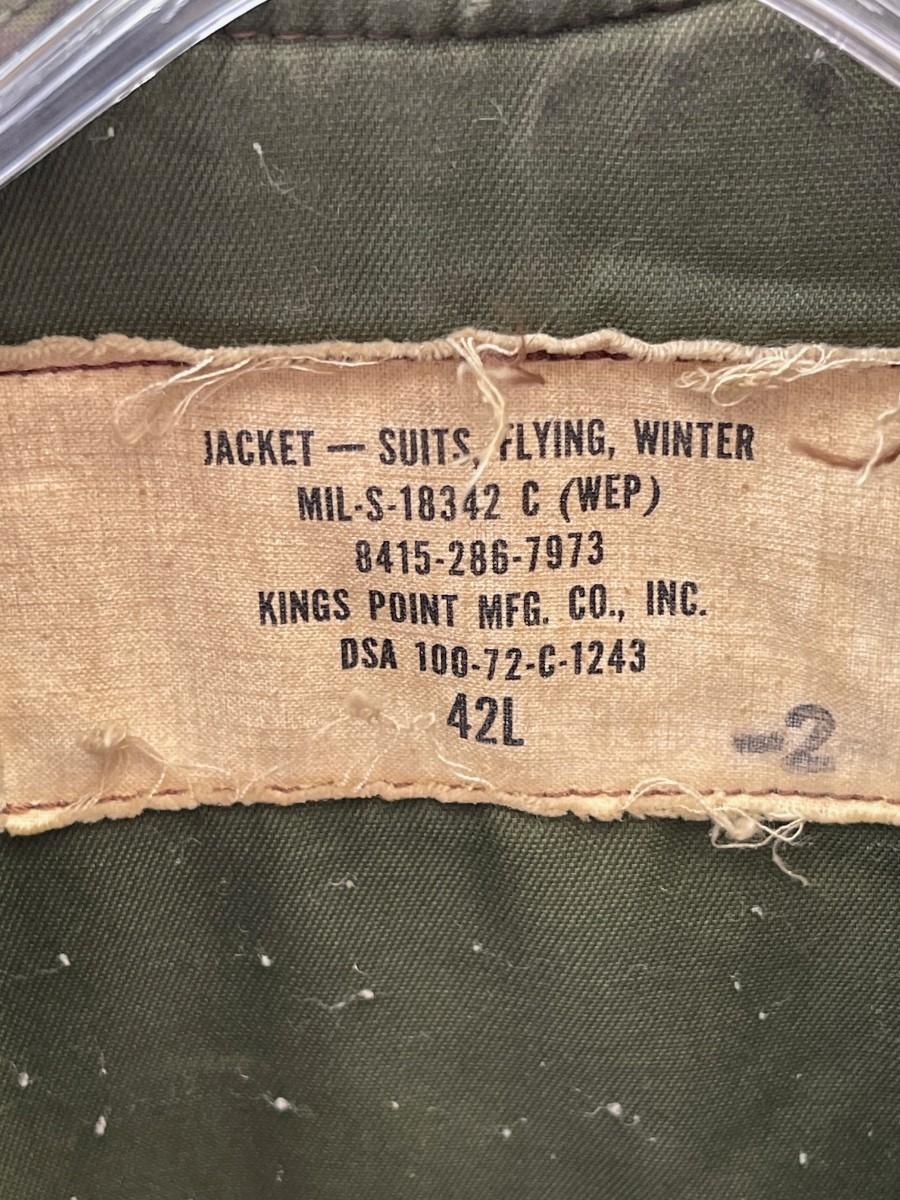 JACKET — SUITS, FLYING, WINTER
MIL-S-18342 C (WEP)
8415-286-7973
KINGS POINT MFG. CO., INC.
DSA 100-72-C-1243
42L
-2